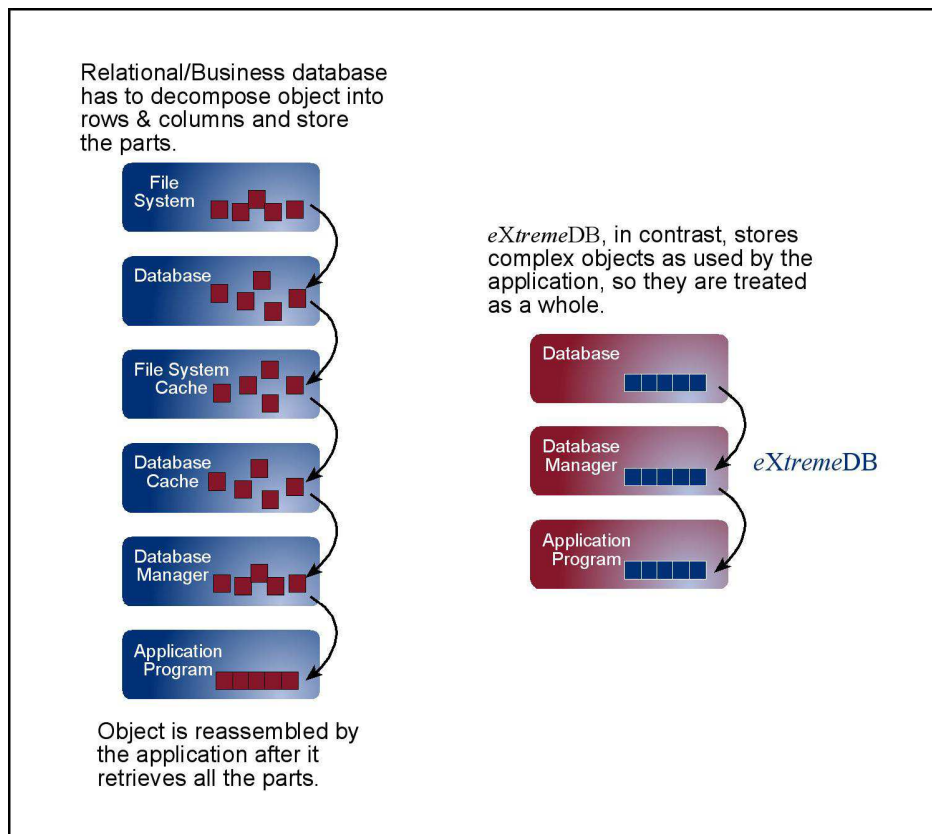 Relational/Business database
has to decompose object into
rows & columns and store
the parts.
File
System
Database
File System
Cache
Database
Cache
Database
Manager
Application
Program
Object is reassembled by
the application after it
retrieves all the parts.
eXtremeDB, in contrast, stores
complex objects as used by the
application, so they are treated
as a whole.
Database
Database
Manager
eXtremeDB
Application
Program